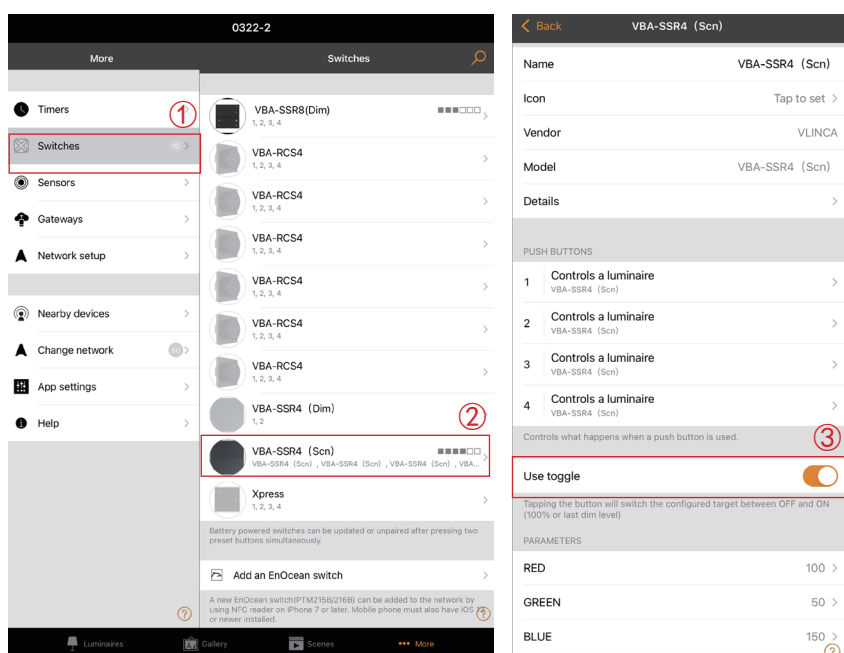 0322-2
More
Timers
①
Switches
10
Sensors
Gateways
Network setup
Nearby devices
Change network
App settings
Help
Switches
VBA-SSR8(Dim)
1, 2, 3, 4
VBA-RCS4
1, 2, 3, 4
VBA-RCS4
1, 2, 3, 4
VBA-RCS4
1, 2, 3, 4
VBA-RCS4
1, 2, 3, 4
VBA-RCS4
1, 2, 3, 4
VBA-RCS4
1, 2, 3, 4
VBA-SSR4 (Dim)
1, 2
②
VBA-SSR4 (Scn)
VBA-SSR4 (Scn) , VBA-SSR4 (Scn) , VBA-SSR4 (Scn) , VBA...
Xpress
1, 2, 3, 4
Battery powered switches can be updated or unpaired after pressing two
preset buttons simultaneously.
Add an EnOcean switch
A new EnOcean switch(PTM215B/216B) can be added to the network by
using NFC reader on iPhone 7 or later. Mobile phone must also have iOS
or newer installed.
?
?
Luminaires
Gallery
Scenes
More
Back
VBA-SSR4 (Scn)
Name VBA-SSR4 (Scn)
Icon Tap to set
Vendor VLINCA
Model VBA-SSR4 (Scn)
Details
PUSH BUTTONS
1 Controls a luminaire
VBA-SSR4 (Scn)
2 Controls a luminaire
VBA-SSR4 (Scn)
3 Controls a luminaire
VBA-SSR4 (Scn)
4 Controls a luminaire
VBA-SSR4 (Scn)
Controls what happens when a push button is used.
③
Use toggle
Tapping the button will switch the configured target between OFF and ON
(100% or last dim level)
PARAMETERS
RED 100
GREEN 50
BLUE 150
?